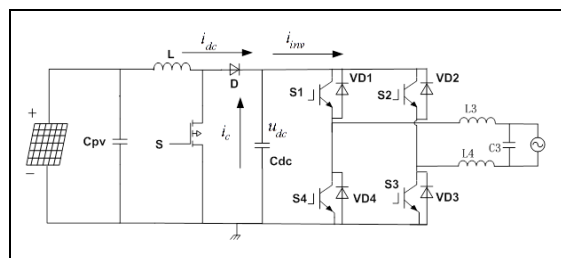 i_dc
i_inv
L
D
VD1
VD2
S1
S2
L3
+
Cpv
S
i_c
u_dc
Cdc
C3
L4
−
S4
VD4
S3
VD3